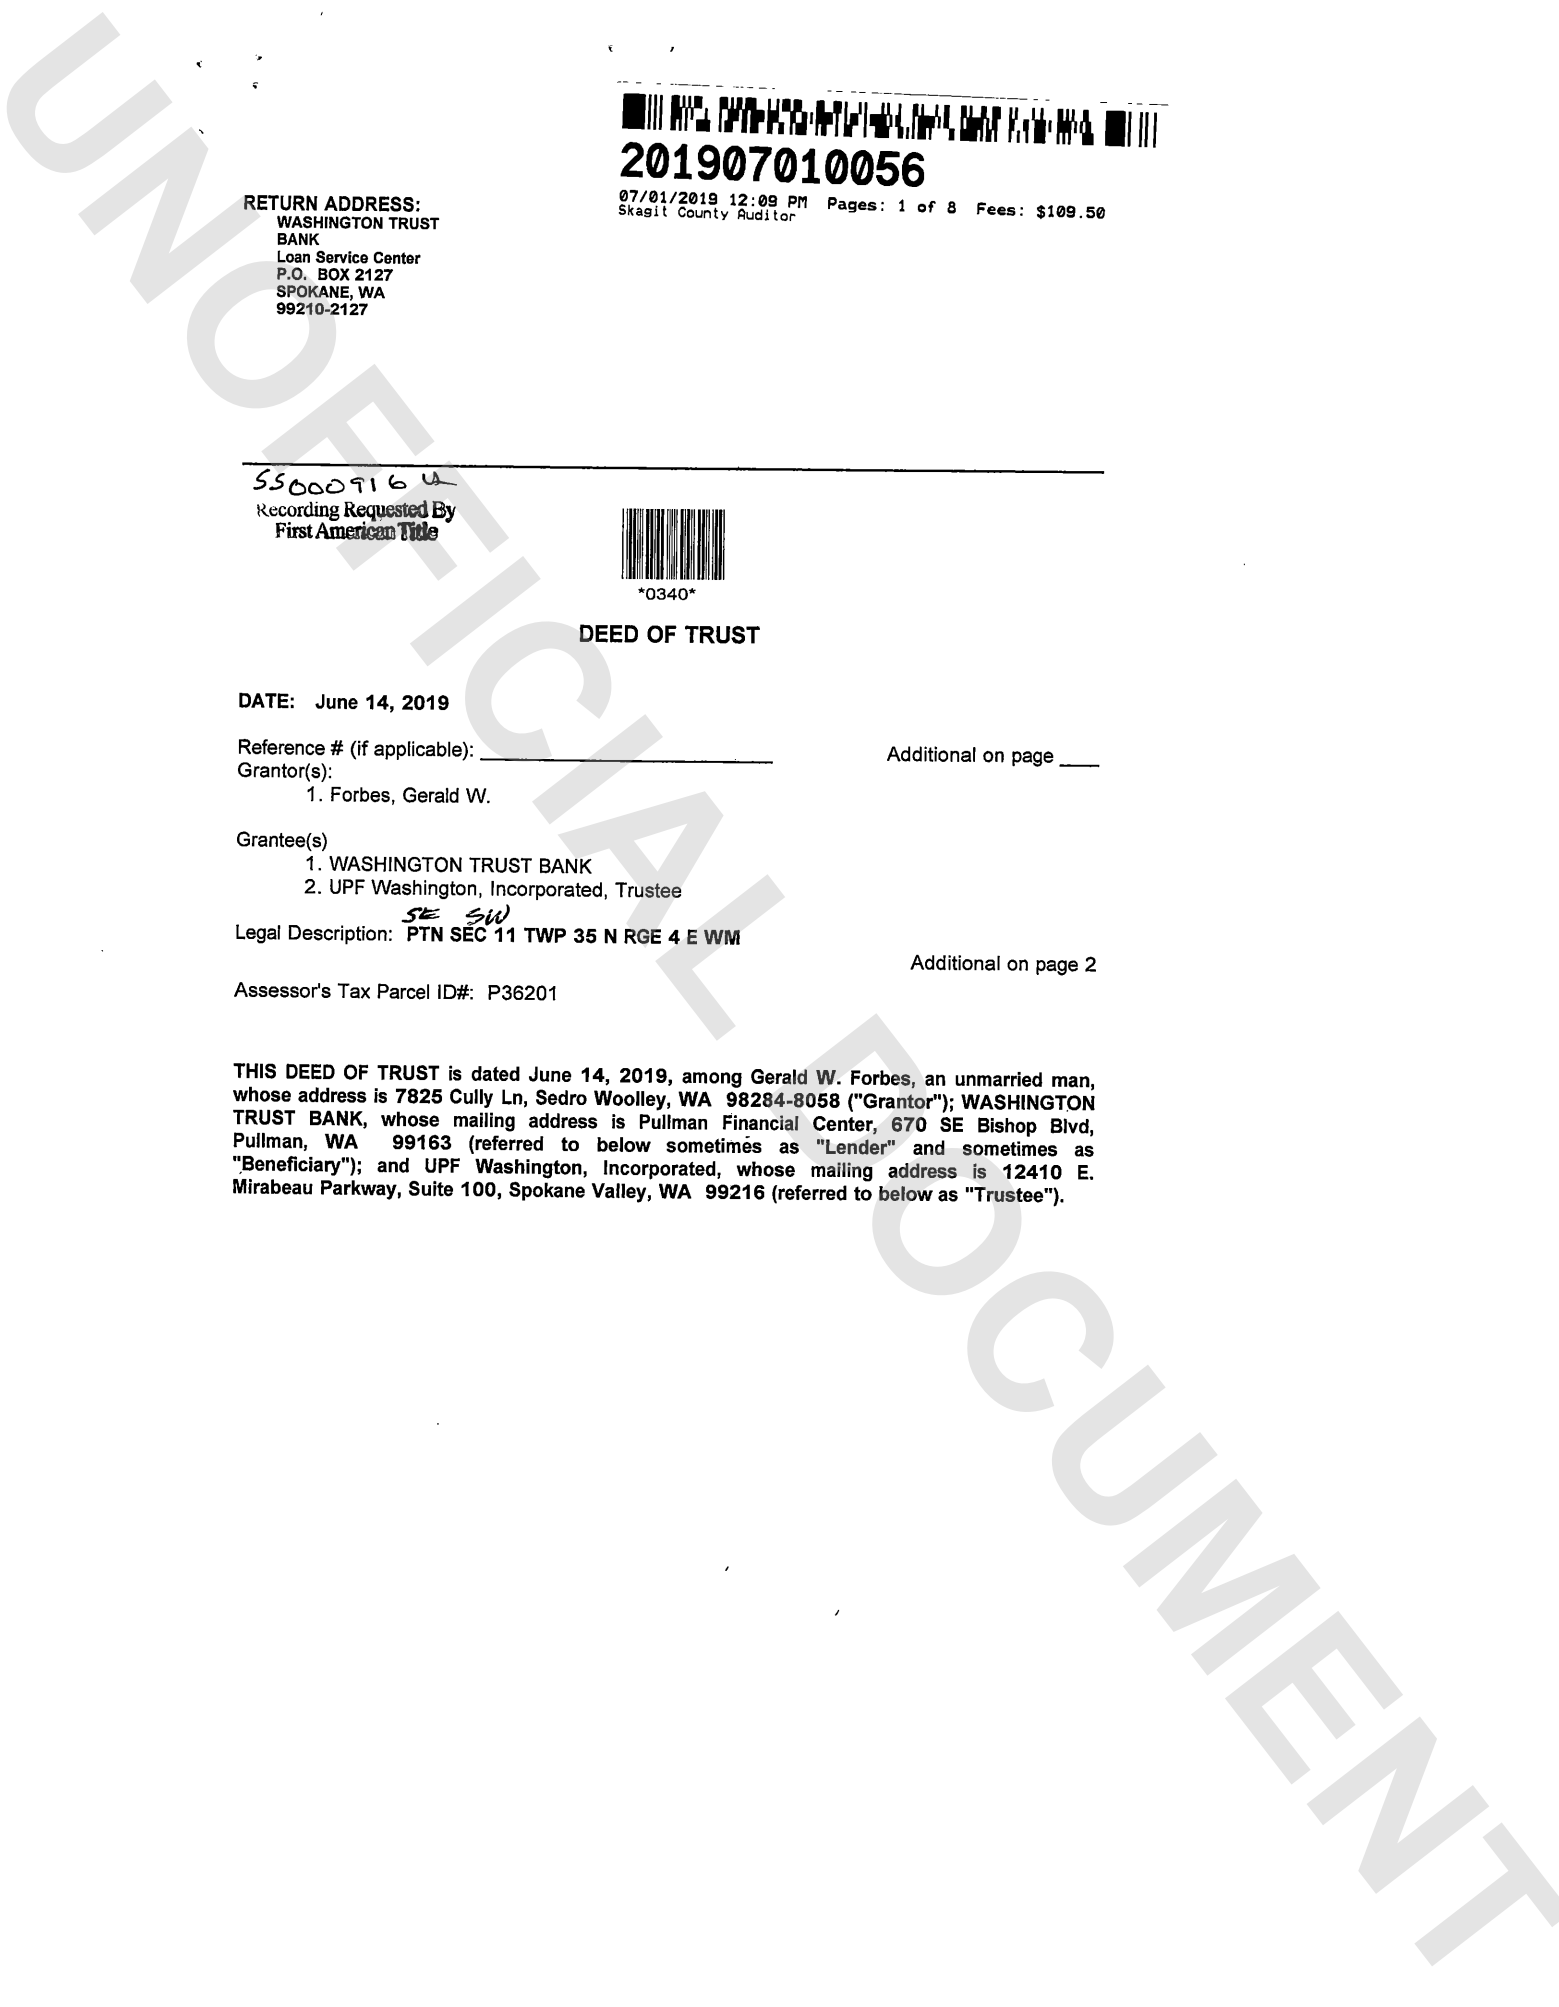 201907010056
07/01/2019 12:09 PM Pages: 1 of 8 Fees: $109.50
Skagit County Auditor
RETURN ADDRESS:
WASHINGTON TRUST
BANK
Loan Service Center
P.O. BOX 2127
SPOKANE, WA
99210-2127
SS000916
Recording Requested By
First American Title
*0340*
DEED OF TRUST
DATE: June 14, 2019
Reference # (if applicable): Additional on page
Grantor(s):
1. Forbes, Gerald W.
Grantee(s)
1. WASHINGTON TRUST BANK
2. UPF Washington, Incorporated, Trustee
SE SW
Legal Description: PTN SEC 11 TWP 35 N RGE 4 E WM
Additional on page 2
Assessor's Tax Parcel ID#: P36201
THIS DEED OF TRUST is dated June 14, 2019, among Gerald W. Forbes, an unmarried man,
whose address is 7825 Cully Ln, Sedro Woolley, WA 98284-8058 ("Grantor"); WASHINGTON
TRUST BANK, whose mailing address is Pullman Financial Center, 670 SE Bishop Blvd,
Pullman, WA 99163 (referred to below sometimes as "Lender" and sometimes as
"Beneficiary"); and UPF Washington, Incorporated, whose mailing address is 12410 E.
Mirabeau Parkway, Suite 100, Spokane Valley, WA 99216 (referred to below as "Trustee").
UNOFFICIAL DOCUMENT